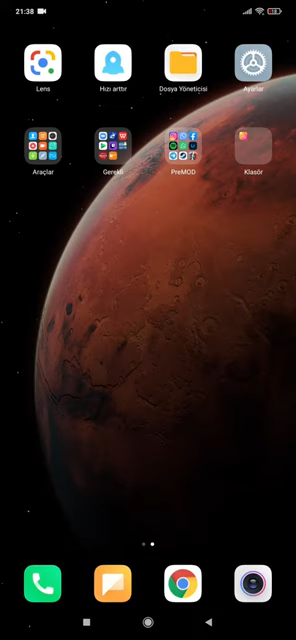 21:38
Lens Hızı arttır Dosya Yöneticisi Ayarlar
Araçlar Gerekli PreMOD Klasör